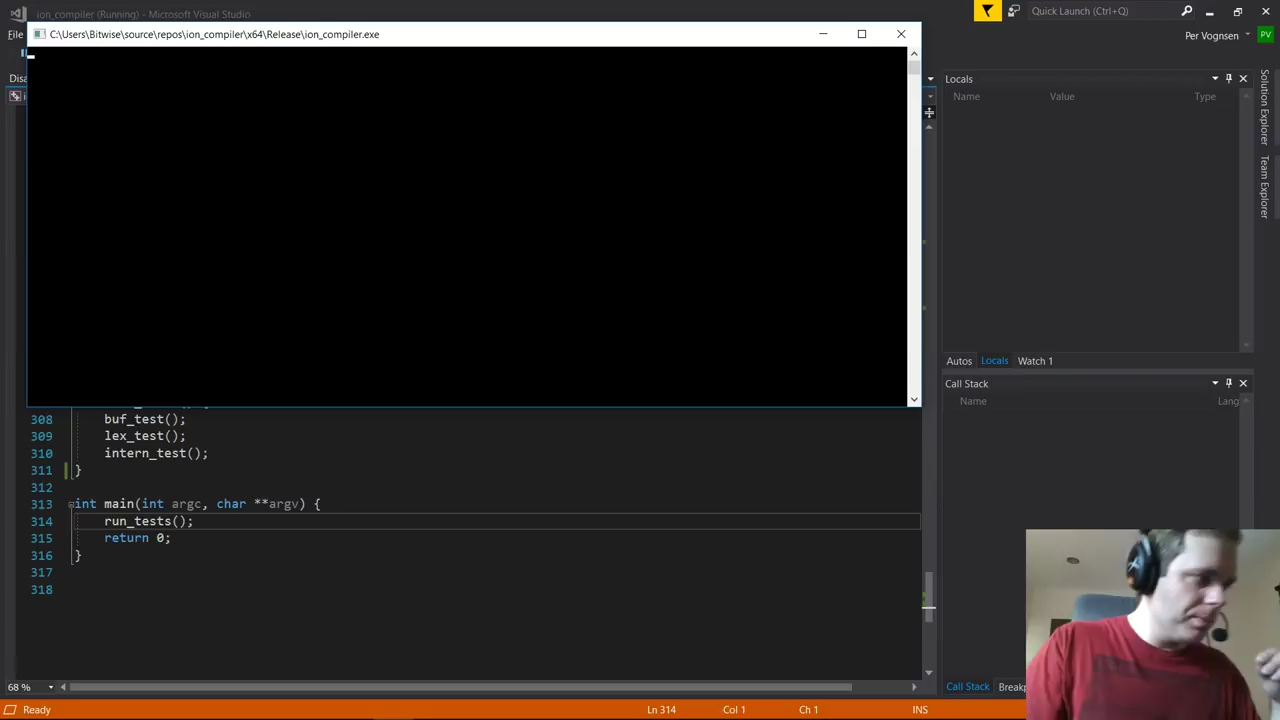 ion_compiler (Running) - Microsoft Visual Studio
Quick Launch (Ctrl+Q)
File
Per Vognsen
PV
C:\Users\Bitwise\source\repos\ion_compiler\x64\Release\ion_compiler.exe
Locals
Name Value Type
Solution Explorer
Team Explorer
Autos Locals Watch 1
Call Stack
Name
308 buf_test();
309 lex_test();
310 intern_test();
311 }
312
313 int main(int argc, char **argv) {
314 run_tests();
315 return 0;
316 }
317
318
68 %
Call Stack
Ready
Ln 314
Col 1
Ch 1
INS